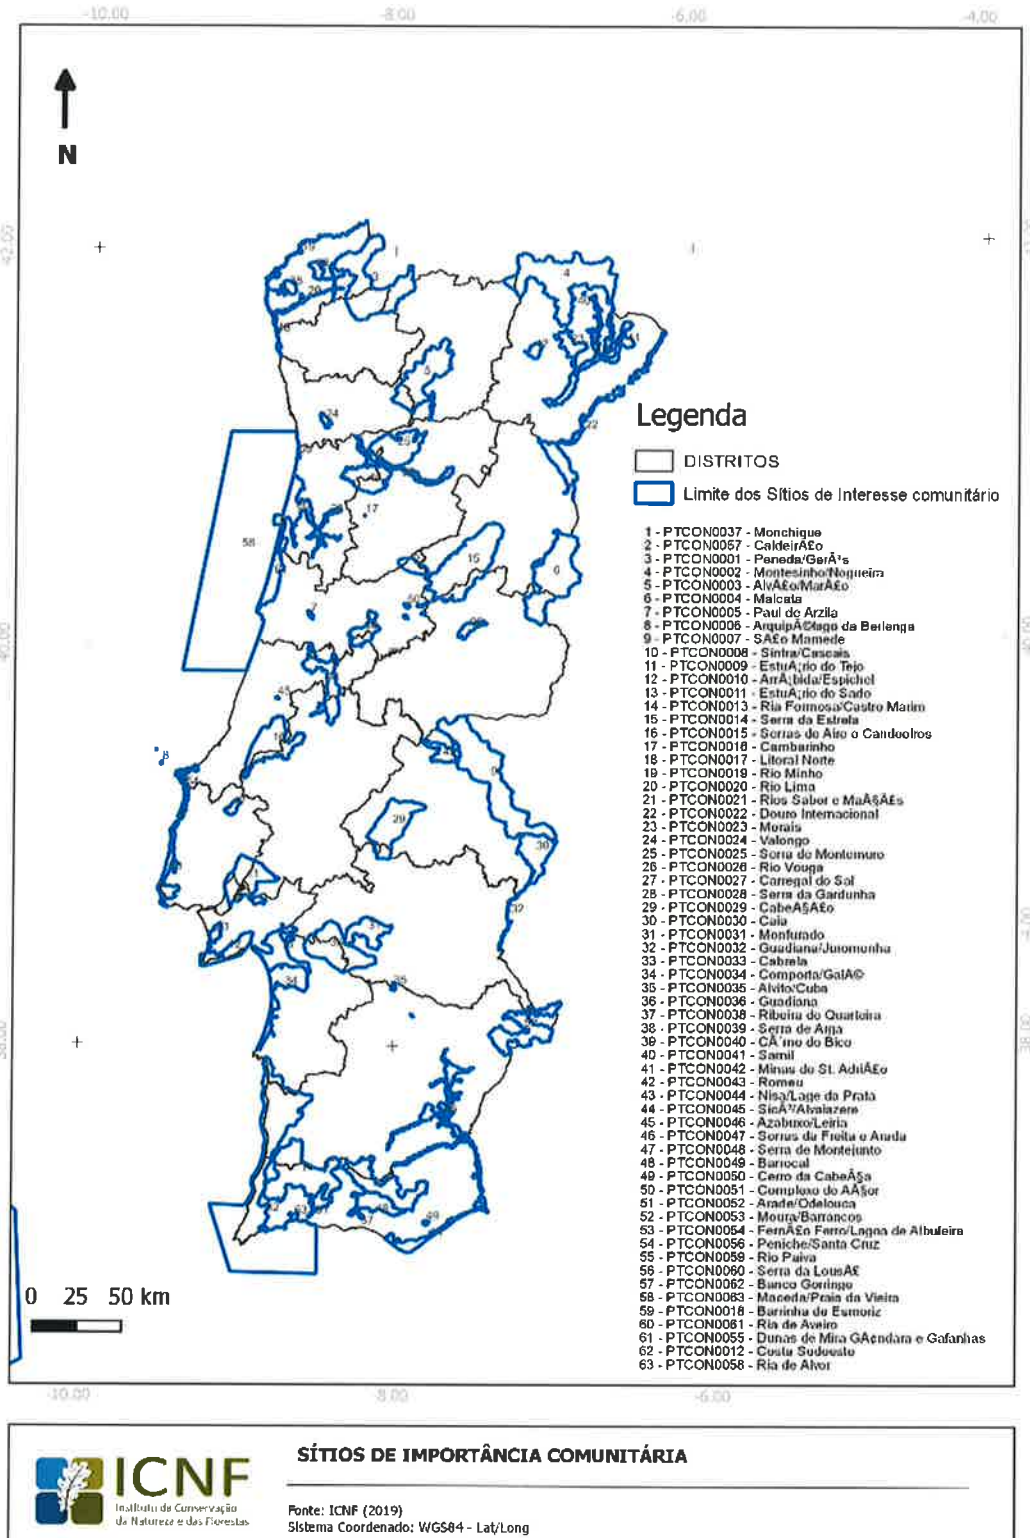 -10.00 -8.00 -6.00 -4.00
42.00
N
Legenda
DISTRITOS
Limite dos Sítios de Interesse comunitário
1 - PTCON0037 - Monchique
2 - PTCON0057 - CaldeirÃ£o
3 - PTCON0001 - Peneda/GerÃªs
4 - PTCON0002 - Montesinho/Nogueira
5 - PTCON0003 - AlvÃ£o/MarÃ£o
6 - PTCON0004 - Malcata
7 - PTCON0005 - Paul de Arzila
8 - PTCON0006 - ArquipÃ©lago da Berlenga
9 - PTCON0007 - SÃ£o Mamede
10 - PTCON0008 - Sintra/Cascais
11 - PTCON0009 - EstuÃ¡rio do Tejo
12 - PTCON0010 - ArrÃ¡bida/Espichel
13 - PTCON0011 - EstuÃ¡rio do Sado
14 - PTCON0013 - Ria Formosa/Castro Marim
15 - PTCON0014 - Serra da Estrela
16 - PTCON0015 - Serras de Aire e Candeeiros
17 - PTCON0016 - Cambarinho
18 - PTCON0017 - Litoral Norte
19 - PTCON0019 - Rio Minho
20 - PTCON0020 - Rio Lima
21 - PTCON0021 - Rios Sabor e MaÃ§Ã£s
22 - PTCON0022 - Douro Internacional
23 - PTCON0023 - Morais
24 - PTCON0024 - Valongo
25 - PTCON0025 - Serra de Montemuro
26 - PTCON0026 - Rio Vouga
27 - PTCON0027 - Carregal do Sal
28 - PTCON0028 - Serra da Gardunha
29 - PTCON0029 - CabeÃ§Ã£o
30 - PTCON0030 - Caia
31 - PTCON0031 - Monfurado
32 - PTCON0032 - Guadiana/Juromenha
33 - PTCON0033 - Cabrela
34 - PTCON0034 - Comporta/GalÃ©
35 - PTCON0035 - Alvito/Cuba
36 - PTCON0036 - Guadiana
37 - PTCON0038 - Ribeira de Quarteira
38 - PTCON0039 - Serra de Arga
39 - PTCON0040 - CÃ´rno do Bico
40 - PTCON0041 - Samil
41 - PTCON0042 - Minas de St. AdriÃ£o
42 - PTCON0043 - Romeu
43 - PTCON0044 - Nisa/Lage da Prata
44 - PTCON0045 - SicÃ³/Alvaiazere
45 - PTCON0046 - Azabuxo/Leiria
46 - PTCON0047 - Serras da Freita e Arada
47 - PTCON0048 - Serra de Montejunto
48 - PTCON0049 - Barrocal
49 - PTCON0050 - Cerro da CabeÃ§a
50 - PTCON0051 - Complexo do AÃ§or
51 - PTCON0052 - Arade/Odelouca
52 - PTCON0053 - Moura/Barrancos
53 - PTCON0054 - FernÃ£o Ferro/Lagoa de Albufeira
54 - PTCON0056 - Peniche/Santa Cruz
55 - PTCON0059 - Rio Paiva
56 - PTCON0060 - Serra da LousÃ£
57 - PTCON0062 - Banco Gorringe
58 - PTCON0063 - Maceda/Praia da Vieira
59 - PTCON0018 - Barrinha de Esmoriz
60 - PTCON0061 - Ria de Aveiro
61 - PTCON0055 - Dunas de Mira GÃ¢ndara e Gafanhas
62 - PTCON0012 - Costa Sudoeste
63 - PTCON0058 - Ria de Alvor
0 25 50 km
-10.00 8.00 -6.00
ICNF
Instituto da Conservação
da Natureza e das Florestas
SÍTIOS DE IMPORTÂNCIA COMUNITÁRIA
Fonte: ICNF (2019)
Sistema Coordenado: WGS84 - Lat/Long